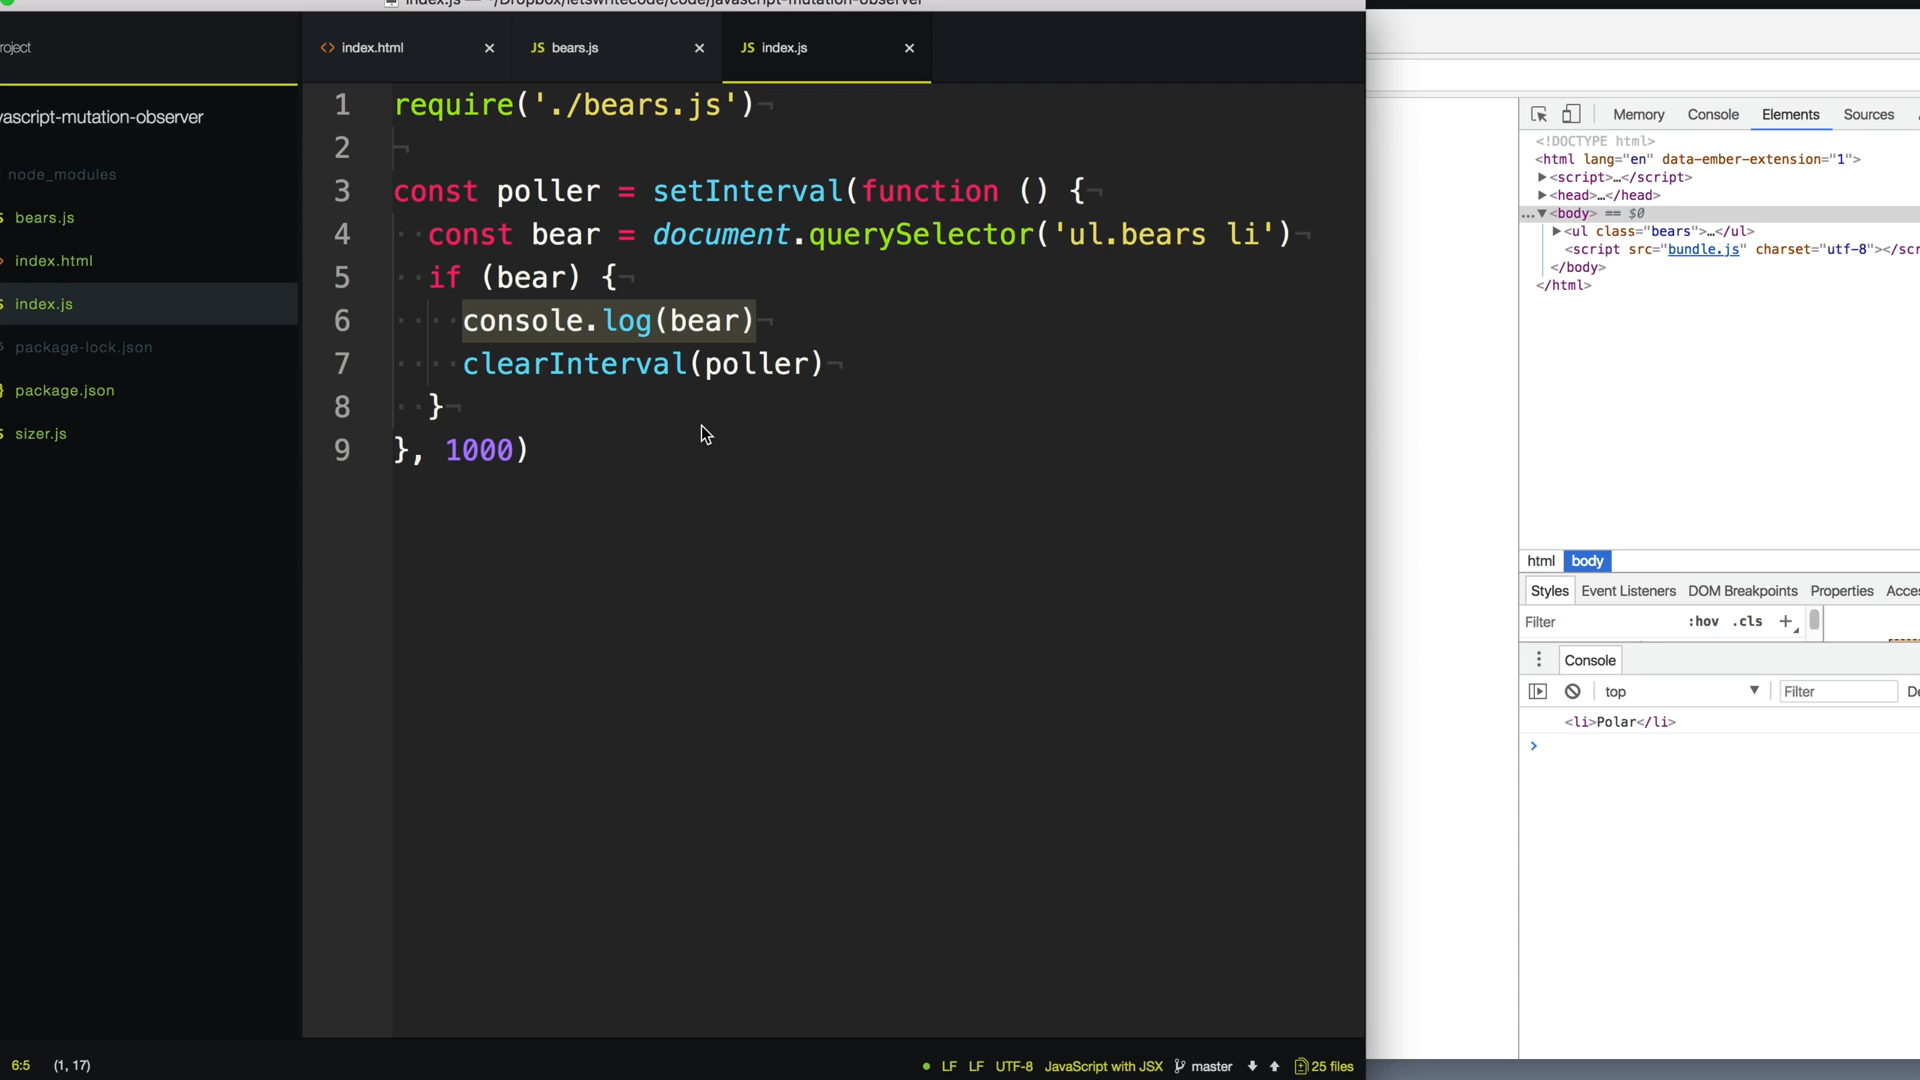 index.js — ~/Dropbox/letswritecode/code/javascript-mutation-observer
roject
index.html
JS bears.js
JS index.js
vascript-mutation-observer
node_modules
bears.js
index.html
index.js
package-lock.json
package.json
sizer.js
1 require('./bears.js')¬
2 ¬
3 const poller = setInterval(function () {¬
4 ··const bear = document.querySelector('ul.bears li')¬
5 ··if (bear) {¬
6 ····console.log(bear)¬
7 ····clearInterval(poller)¬
8 ··}¬
9 }, 1000)
6:5 (1, 17)
LF LF UTF-8 JavaScript with JSX master 25 files
Memory Console Elements Sources
<!DOCTYPE html>
<html lang="en" data-ember-extension="1">
▶<script>…</script>
▶<head>…</head>
…▼<body> == $0
▶<ul class="bears">…</ul>
<script src="bundle.js" charset="utf-8"></scr
</body>
</html>
html body
Styles Event Listeners DOM Breakpoints Properties Acces
Filter :hov .cls +
Console
top ▼ Filter De
<li>Polar</li>
>